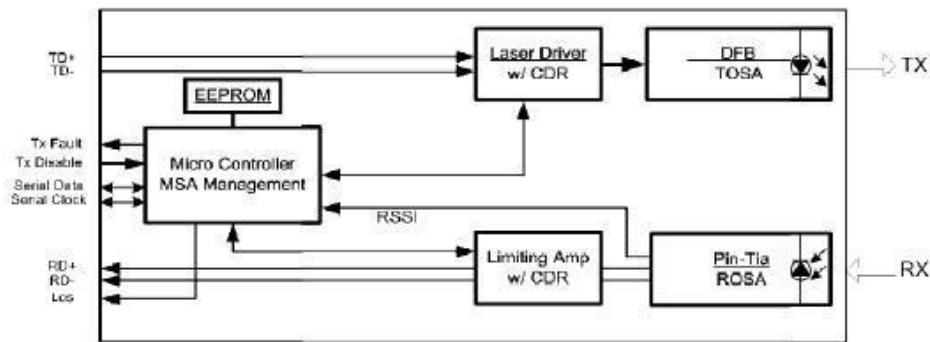 TD+
TD-
Laser Driver
w/ CDR
DFB
TOSA
TX
EEPROM
Tx Fault
Tx Disable
Serial Data
Serial Clock
Micro Controller
MSA Management
RSSI
RD+
RD-
Los
Limiting Amp
w/ CDR
Pin-Tia
ROSA
RX